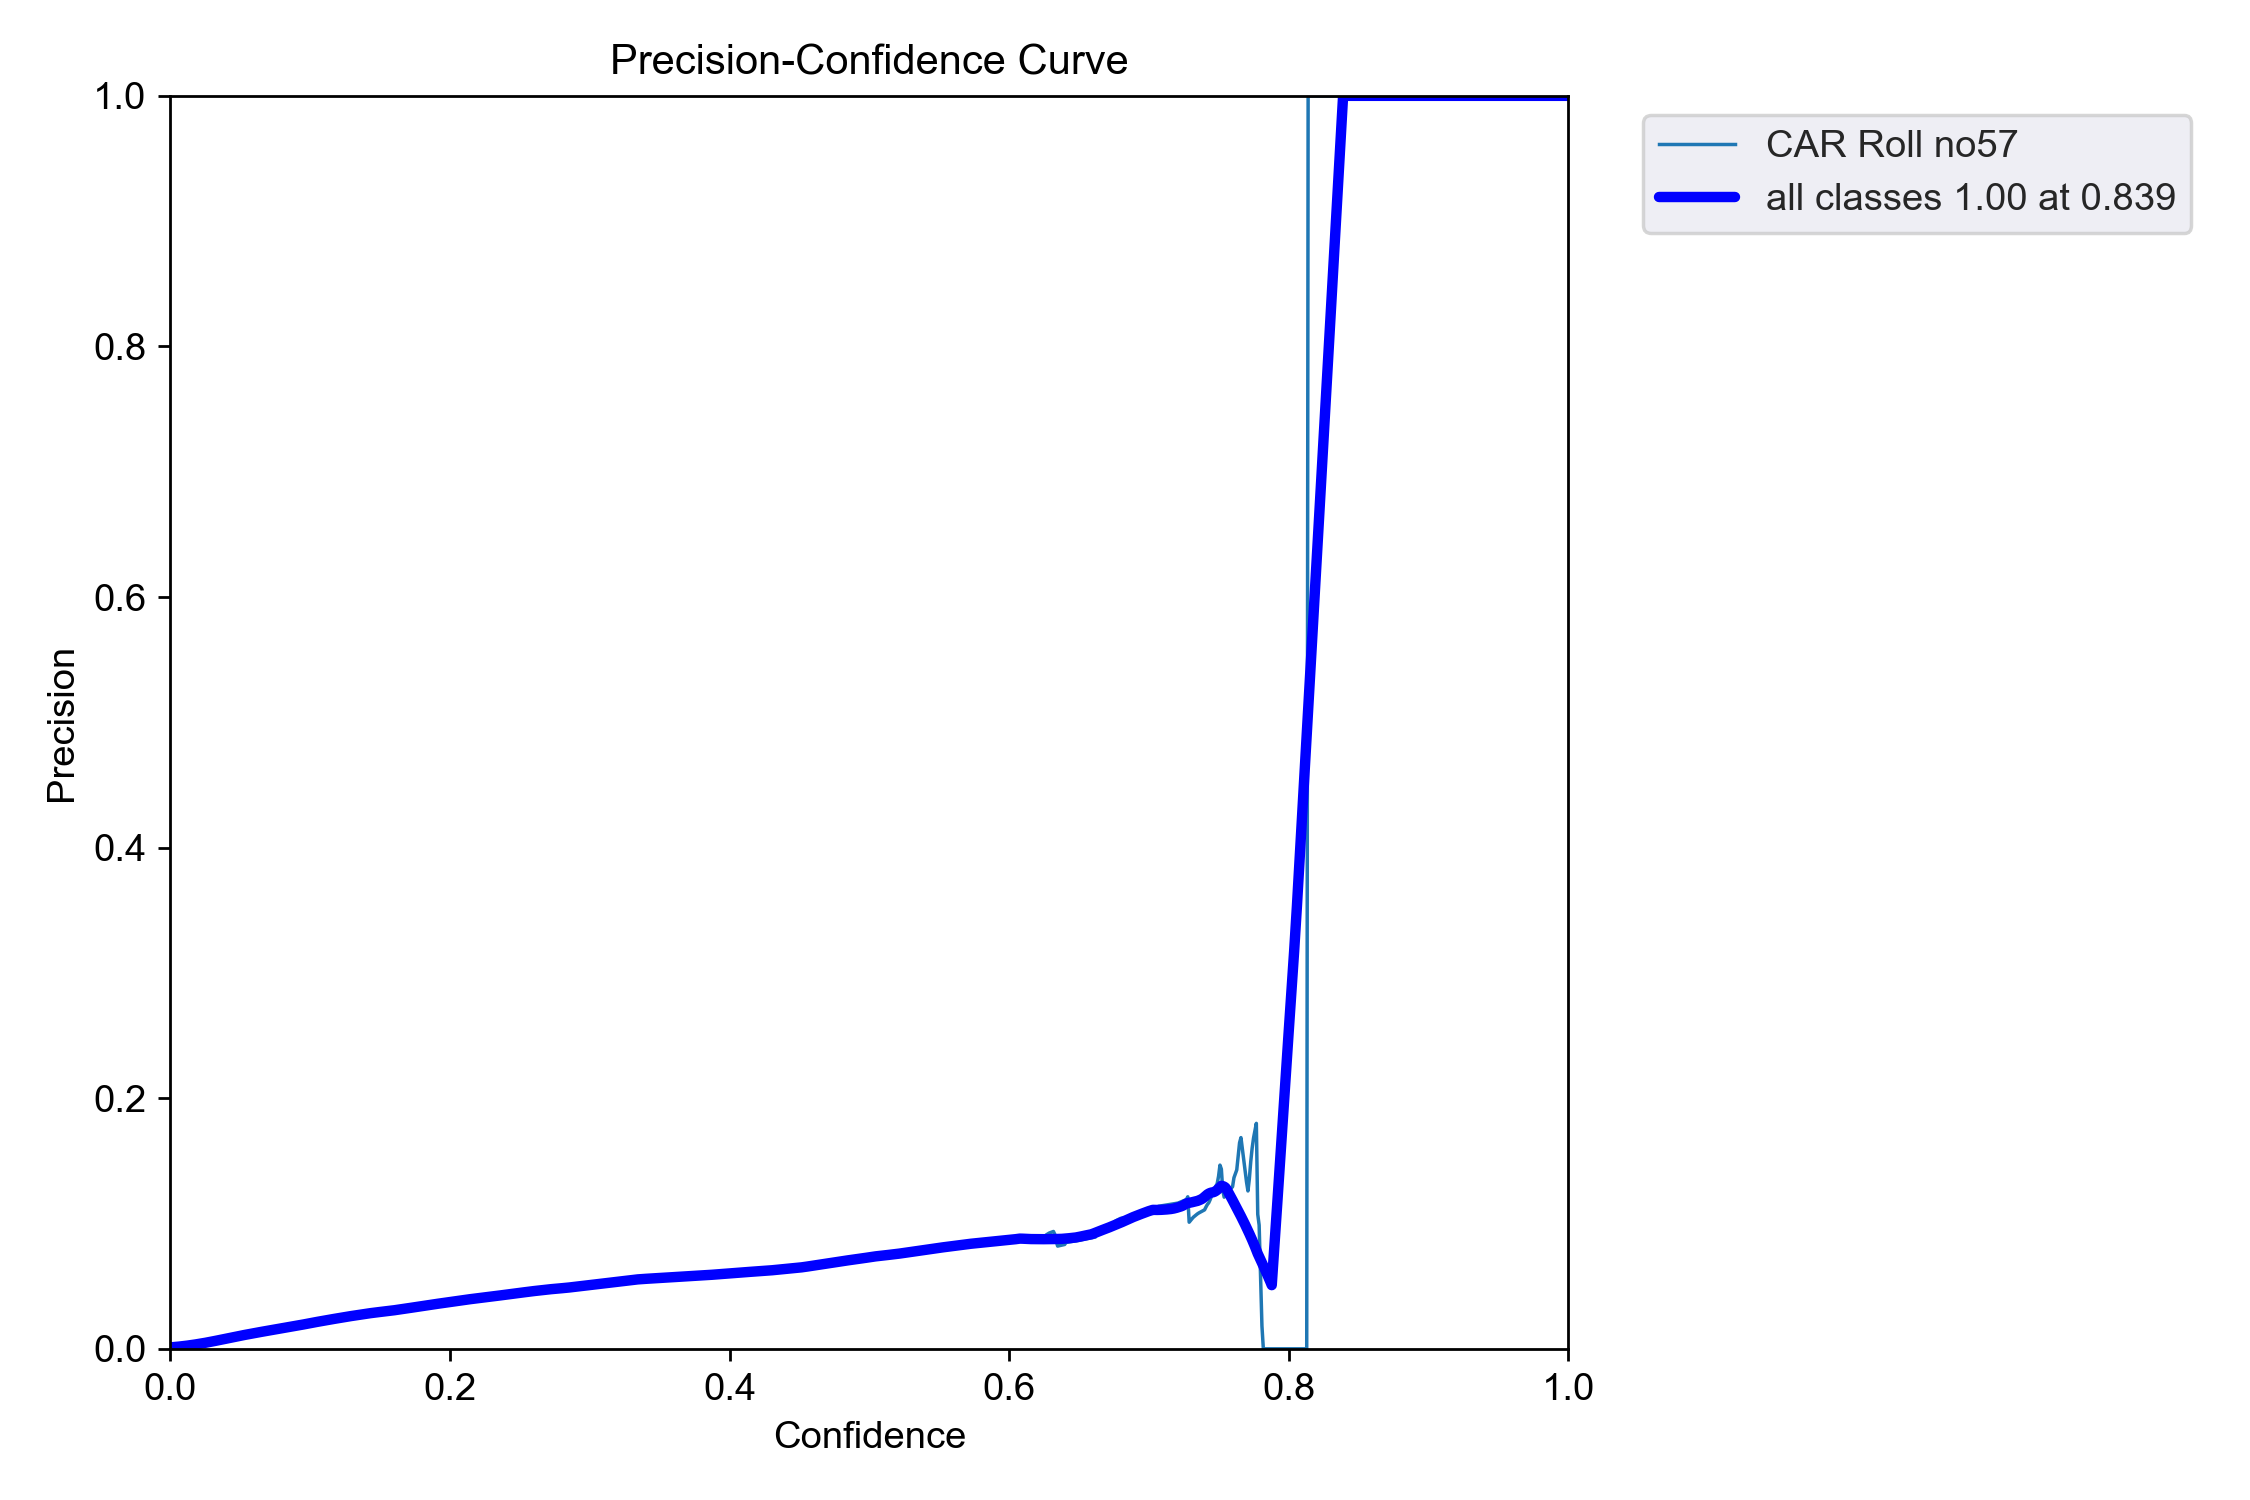 Precision-Confidence Curve
1.0
0.8
0.6
0.4
0.2
0.0
Precision
0.0 0.2 0.4 0.6 0.8 1.0
Confidence
CAR Roll no57
all classes 1.00 at 0.839